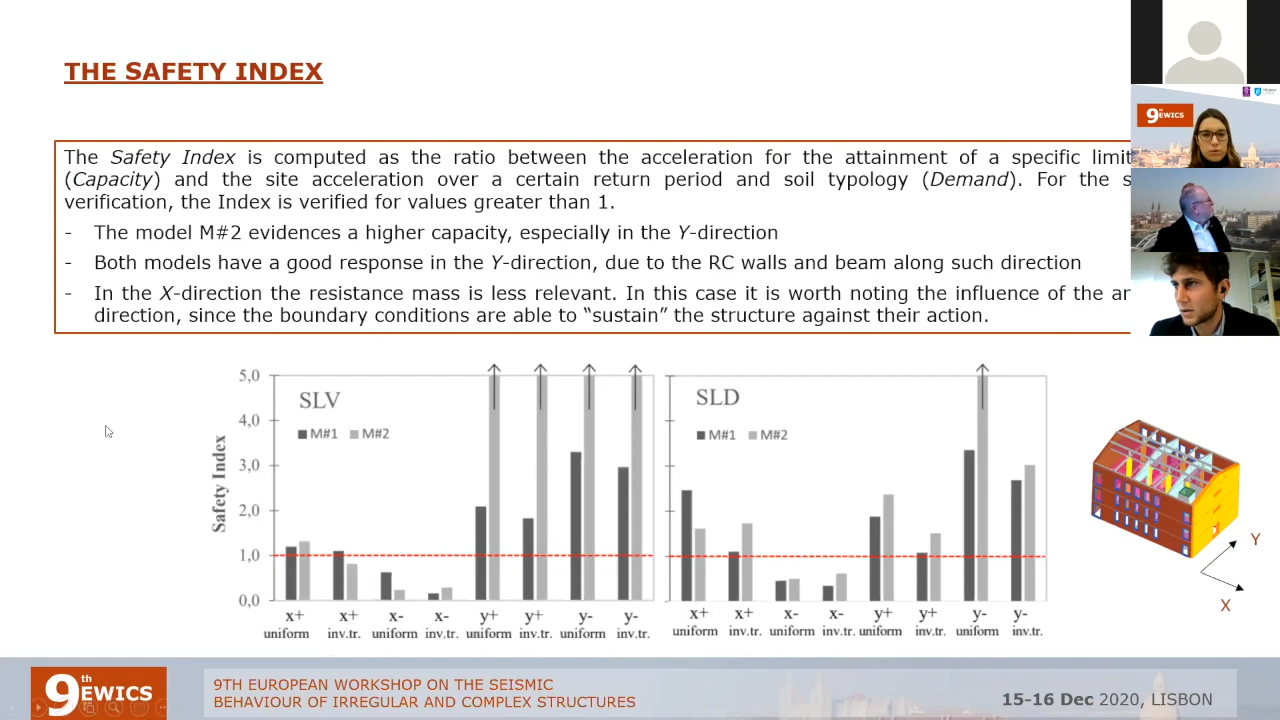 THE SAFETY INDEX
9th EWICS
The Safety Index is computed as the ratio between the acceleration for the attainment of a specific limit
(Capacity) and the site acceleration over a certain return period and soil typology (Demand). For the s
verification, the Index is verified for values greater than 1.
- The model M#2 evidences a higher capacity, especially in the Y-direction
- Both models have a good response in the Y-direction, due to the RC walls and beam along such direction
- In the X-direction the resistance mass is less relevant. In this case it is worth noting the influence of the ar
direction, since the boundary conditions are able to “sustain” the structure against their action.
Safety Index
5,0
4,0
3,0
2,0
1,0
0,0
SLV
M#1 M#2
x+ x+ x- x- y+ y+ y- y-
uniform inv.tr. uniform inv.tr. uniform inv.tr. uniform inv.tr.
SLD
M#1 M#2
x+ x+ x- x- y+ y+ y- y-
uniform inv.tr. uniform inv.tr. uniform inv.tr. uniform inv.tr.
Y
X
9th EWICS
9TH EUROPEAN WORKSHOP ON THE SEISMIC
BEHAVIOUR OF IRREGULAR AND COMPLEX STRUCTURES
15-16 Dec 2020, LISBON